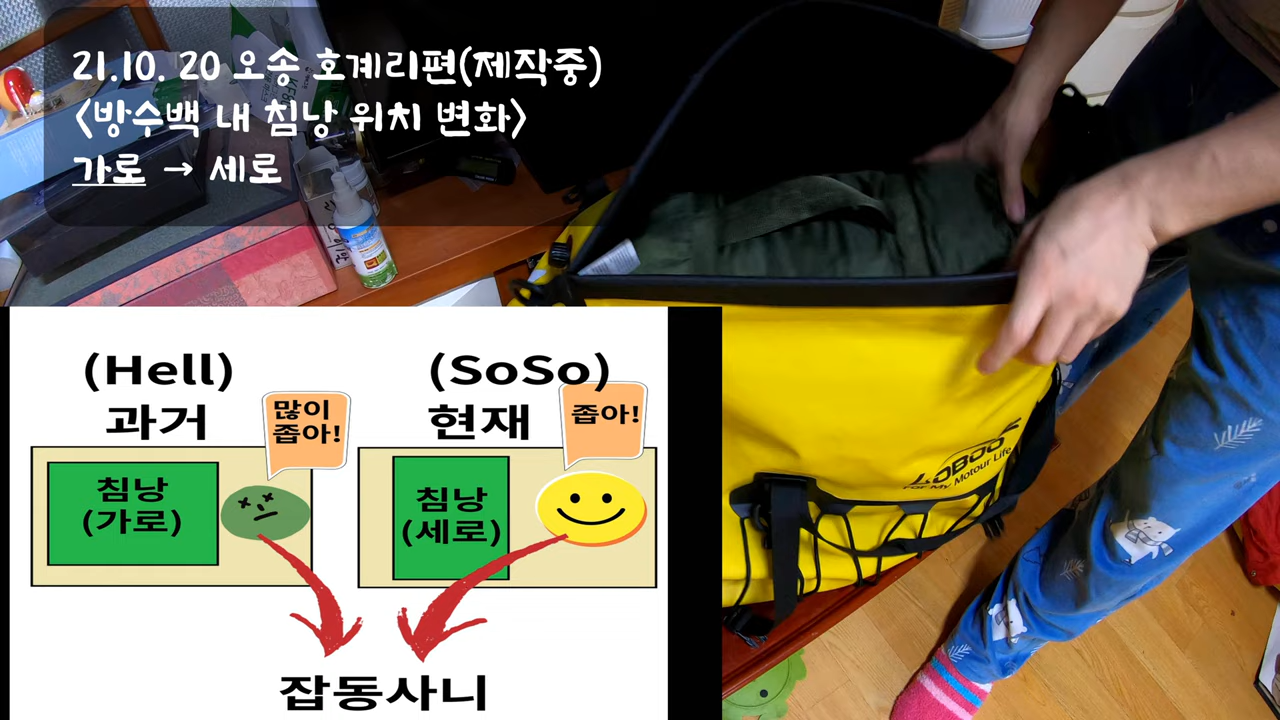 21.10. 20 오송 호계리편(제작중)
<방수백 내 침낭 위치 변화>
가로 → 세로
(Hell)
과거
많이
좁아!
침낭
(가로)
(SoSo)
현재
좁아!
침낭
(세로)
잡동사니
LOBOO
For My Motour Life